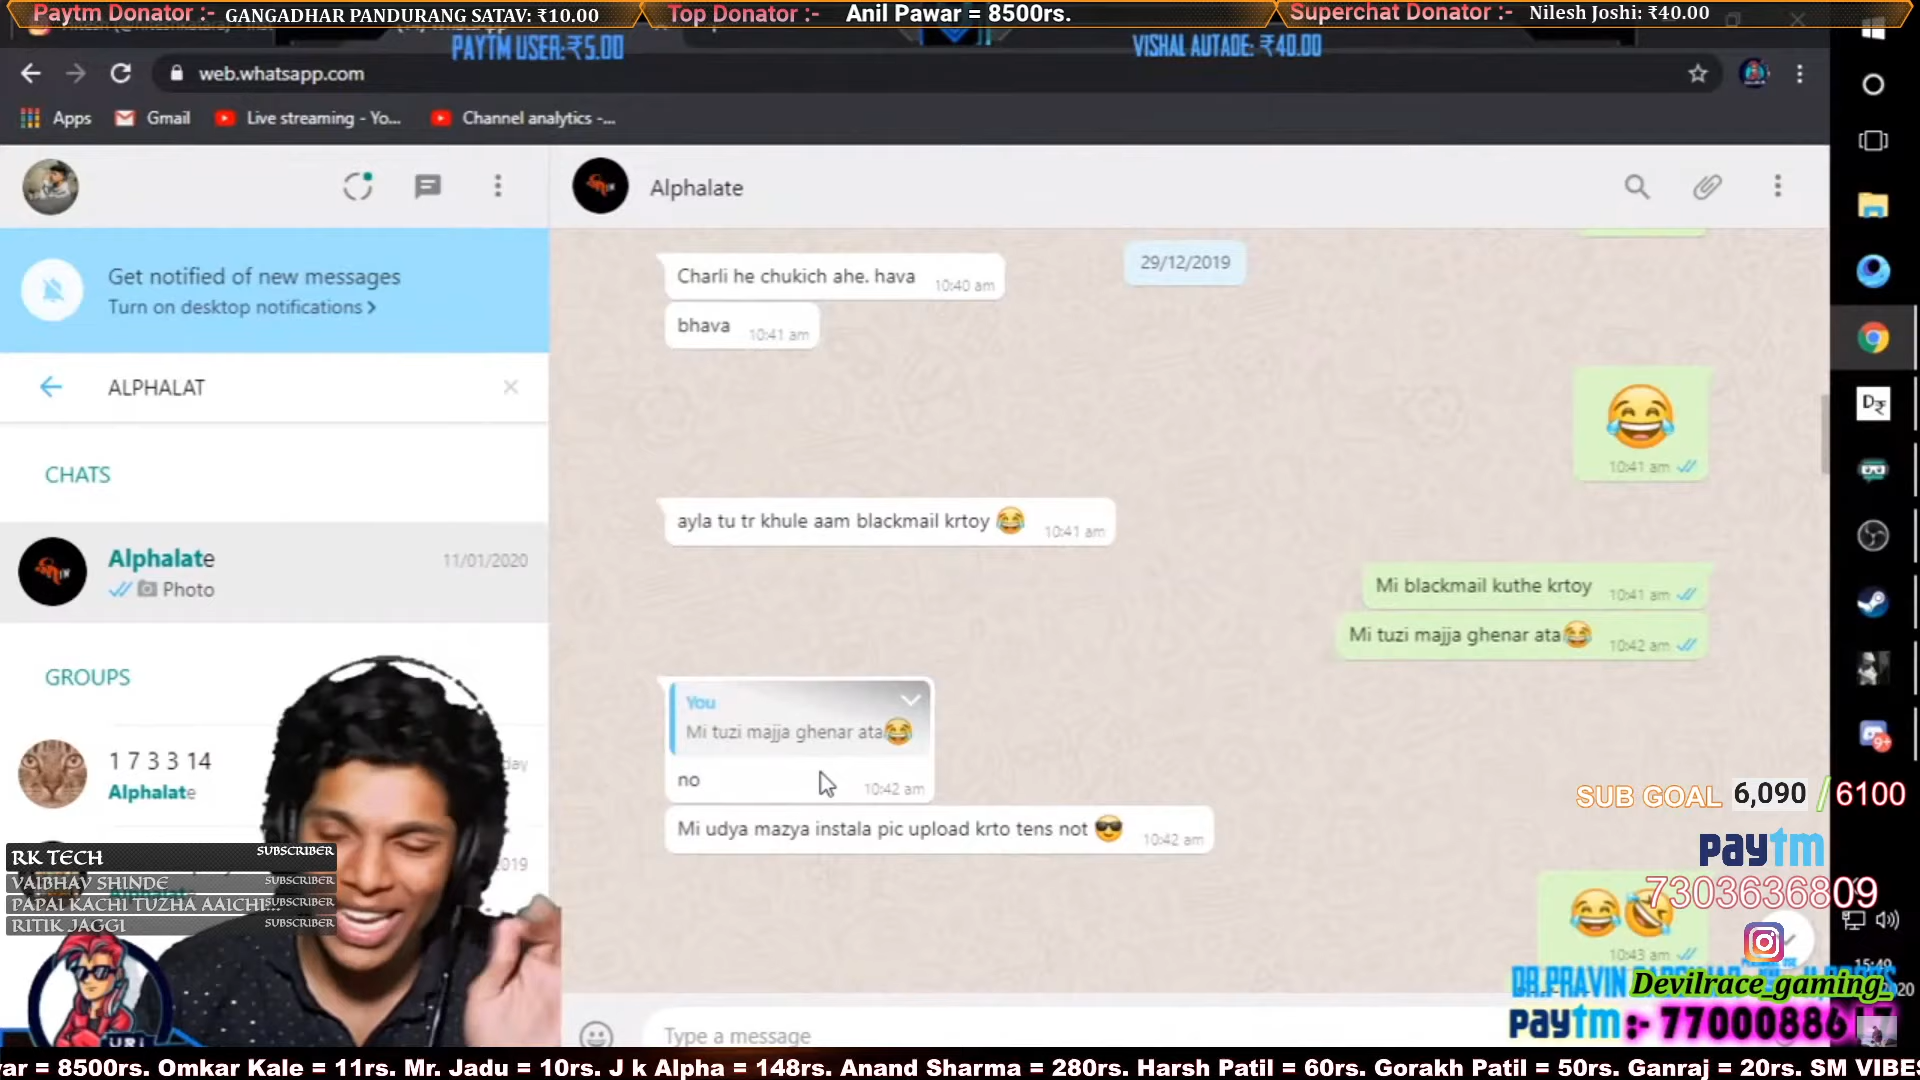 Paytm Donator :- GANGADHAR PANDURANG SATAV: ₹10.00
Top Donator :- Anil Pawar = 8500rs.
Superchat Donator :- Nilesh Joshi: ₹40.00
PAYTM USER:₹5.00
VISHAL AUTADE: ₹40.00
web.whatsapp.com
Apps
Gmail
Live streaming - Yo...
Channel analytics -...
Alphalate
Get notified of new messages
Turn on desktop notifications >
ALPHALAT
CHATS
Alphalate
11/01/2020
Photo
GROUPS
1 7 3 3 14
Alphalate
29/12/2019
Charli he chukich ahe. hava 10:40 am
bhava 10:41 am
10:41 am
ayla tu tr khule aam blackmail krtoy 😂 10:41 am
Mi blackmail kuthe krtoy 10:41 am
Mi tuzi majja ghenar ata😂 10:42 am
You
Mi tuzi majja ghenar ata😂
no 10:42 am
Mi udya mazya instala pic upload krto tens not 😎 10:42 am
😂🤣
10:43 am
Type a message
RK TECH SUBSCRIBER
VAIBHAV SHINDE SUBSCRIBER
PAPAI KACHI TUZHA AAICHI... SUBSCRIBER
RITIK JAGGI SUBSCRIBER
SUB GOAL 6,090 / 6100
paytm
7303636809
15:49
DR.PRAVIN
Devilrace_gaming_
paytm :-
var = 8500rs. Omkar Kale = 11rs. Mr. Jadu = 10rs. J k Alpha = 148rs. Anand Sharma = 280rs. Harsh Patil = 60rs. Gorakh Patil = 50rs. Ganraj = 20rs. SM VIBES